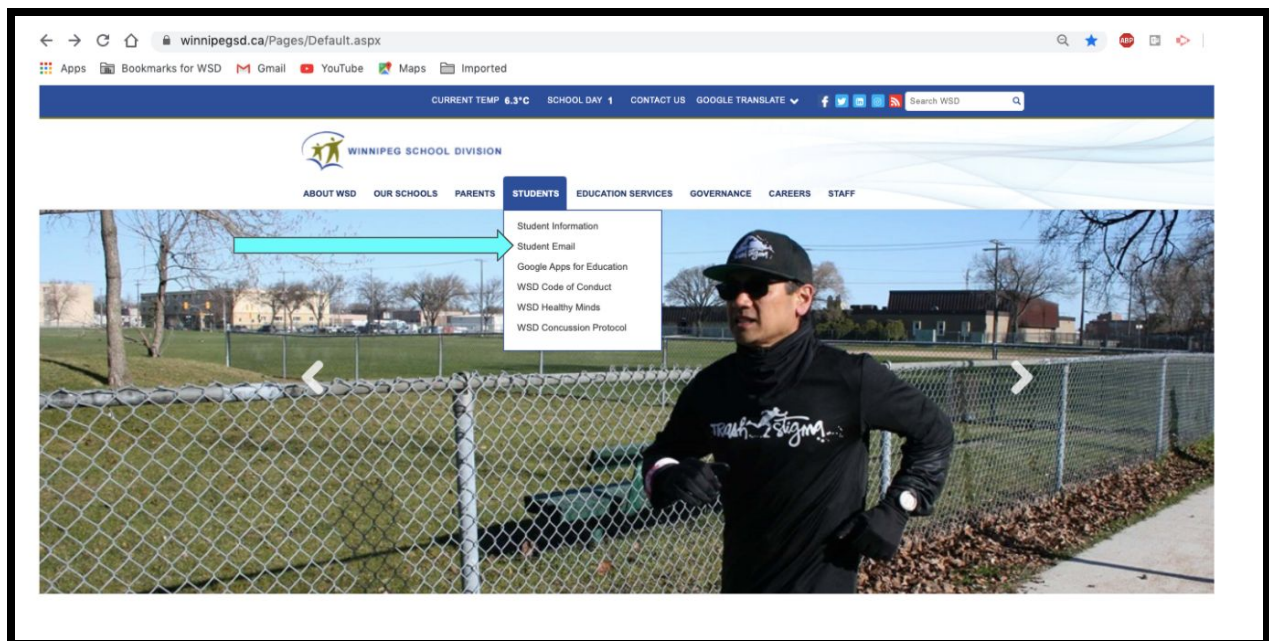 winnipegsd.ca/Pages/Default.aspx
ABP
Apps Bookmarks for WSD Gmail YouTube Maps Imported
CURRENT TEMP 6.3°C SCHOOL DAY 1 CONTACT US GOOGLE TRANSLATE Search WSD
WINNIPEG SCHOOL DIVISION
ABOUT WSD OUR SCHOOLS PARENTS STUDENTS EDUCATION SERVICES GOVERNANCE CAREERS STAFF
Student Information
Student Email
Google Apps for Education
WSD Code of Conduct
WSD Healthy Minds
WSD Concussion Protocol
TRASH Stigma